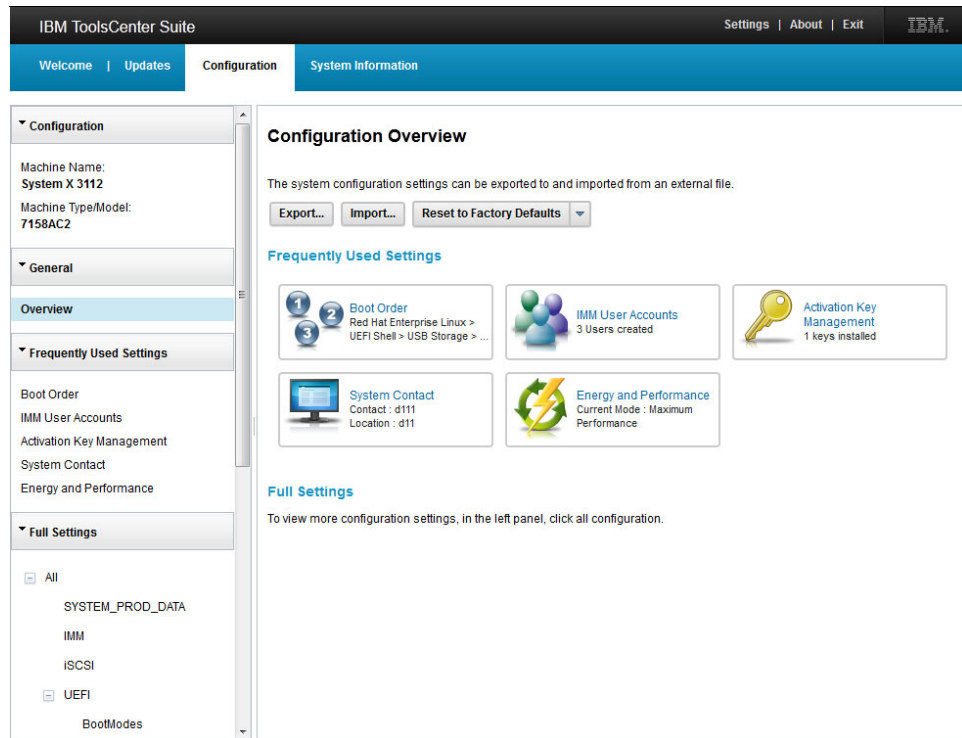 IBM ToolsCenter Suite
Settings | About | Exit
IBM.
Welcome | Updates
Configuration
System Information
Configuration
Machine Name:
System X 3112
Machine Type/Model:
7158AC2
General
Overview
Frequently Used Settings
Boot Order
IMM User Accounts
Activation Key Management
System Contact
Energy and Performance
Full Settings
All
SYSTEM_PROD_DATA
IMM
iSCSI
UEFI
BootModes
Configuration Overview
The system configuration settings can be exported to and imported from an external file.
Export...
Import...
Reset to Factory Defaults
Frequently Used Settings
1
2
3
Boot Order
Red Hat Enterprise Linux >
UEFI Shell > USB Storage > ...
IMM User Accounts
3 Users created
Activation Key
Management
1 keys installed
System Contact
Contact : d111
Location : d11
Energy and Performance
Current Mode : Maximum
Performance
Full Settings
To view more configuration settings, in the left panel, click all configuration.